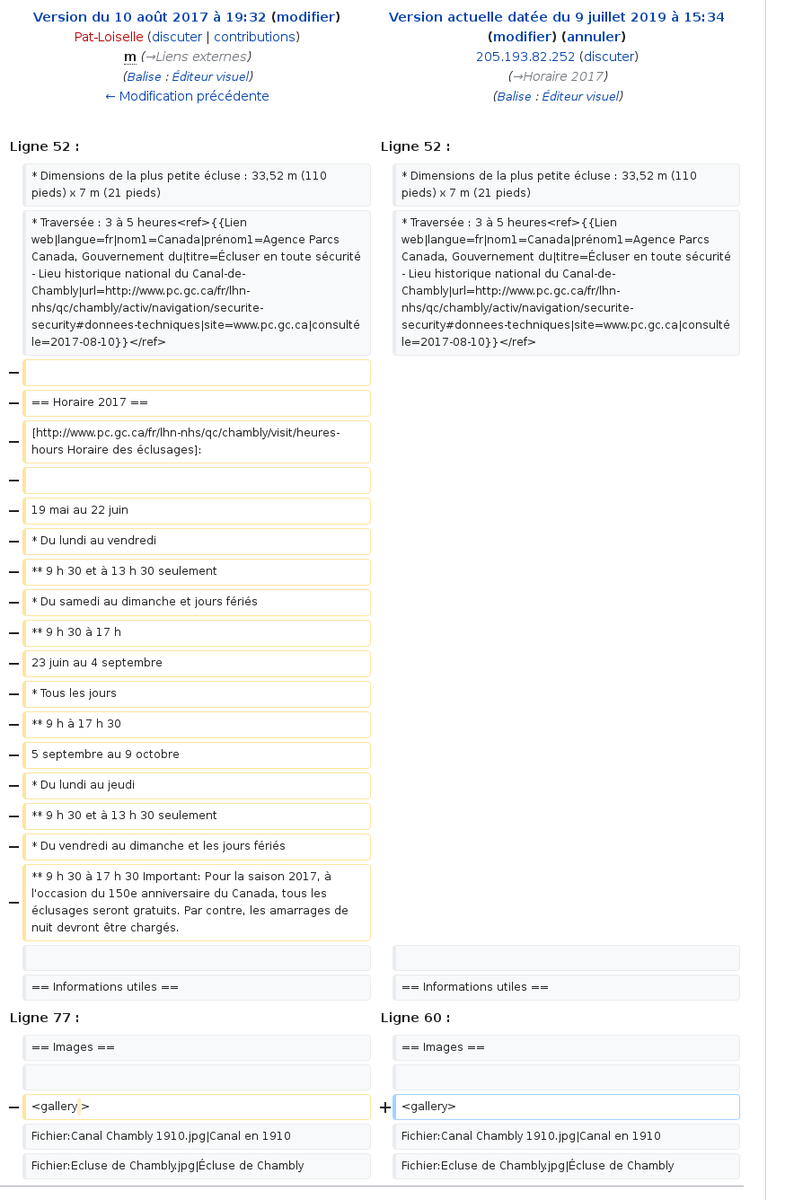 Version du 10 août 2017 à 19:32 (modifier)
Pat-Loiselle (discuter | contributions)
m (→Liens externes)
(Balise : Éditeur visuel)
← Modification précédente
Version actuelle datée du 9 juillet 2019 à 15:34
(modifier) (annuler)
205.193.82.252 (discuter)
(→Horaire 2017)
(Balise : Éditeur visuel)
Ligne 52 :
* Dimensions de la plus petite écluse : 33,52 m (110
pieds) x 7 m (21 pieds)
* Traversée : 3 à 5 heures<ref>{{Lien
web|langue=fr|nom1=Canada|prénom1=Agence Parcs
Canada, Gouvernement du|titre=Écluser en toute sécurité
- Lieu historique national du Canal-de-
Chambly|url=http://www.pc.gc.ca/fr/lhn-
nhs/qc/chambly/activ/navigation/securite-
security#donnees-techniques|site=www.pc.gc.ca|consulté
le=2017-08-10}}</ref>
Ligne 52 :
* Dimensions de la plus petite écluse : 33,52 m (110
pieds) x 7 m (21 pieds)
* Traversée : 3 à 5 heures<ref>{{Lien
web|langue=fr|nom1=Canada|prénom1=Agence Parcs
Canada, Gouvernement du|titre=Écluser en toute sécurité
- Lieu historique national du Canal-de-
Chambly|url=http://www.pc.gc.ca/fr/lhn-
nhs/qc/chambly/activ/navigation/securite-
security#donnees-techniques|site=www.pc.gc.ca|consulté
le=2017-08-10}}</ref>
−
− == Horaire 2017 ==
− [http://www.pc.gc.ca/fr/lhn-nhs/qc/chambly/visit/heures-
hours Horaire des éclusages]:
−
− 19 mai au 22 juin
− * Du lundi au vendredi
− ** 9 h 30 et à 13 h 30 seulement
− * Du samedi au dimanche et jours fériés
− ** 9 h 30 à 17 h
− 23 juin au 4 septembre
− * Tous les jours
− ** 9 h à 17 h 30
− 5 septembre au 9 octobre
− * Du lundi au jeudi
− ** 9 h 30 et à 13 h 30 seulement
− * Du vendredi au dimanche et les jours fériés
− ** 9 h 30 à 17 h 30 Important: Pour la saison 2017, à
l'occasion du 150e anniversaire du Canada, tous les
éclusages seront gratuits. Par contre, les amarrages de
nuit devront être chargés.
== Informations utiles ==
== Informations utiles ==
Ligne 77 :
== Images ==
− <gallery >
Fichier:Canal Chambly 1910.jpg|Canal en 1910
Fichier:Ecluse de Chambly.jpg|Écluse de Chambly
Ligne 60 :
== Images ==
+ <gallery>
Fichier:Canal Chambly 1910.jpg|Canal en 1910
Fichier:Ecluse de Chambly.jpg|Écluse de Chambly